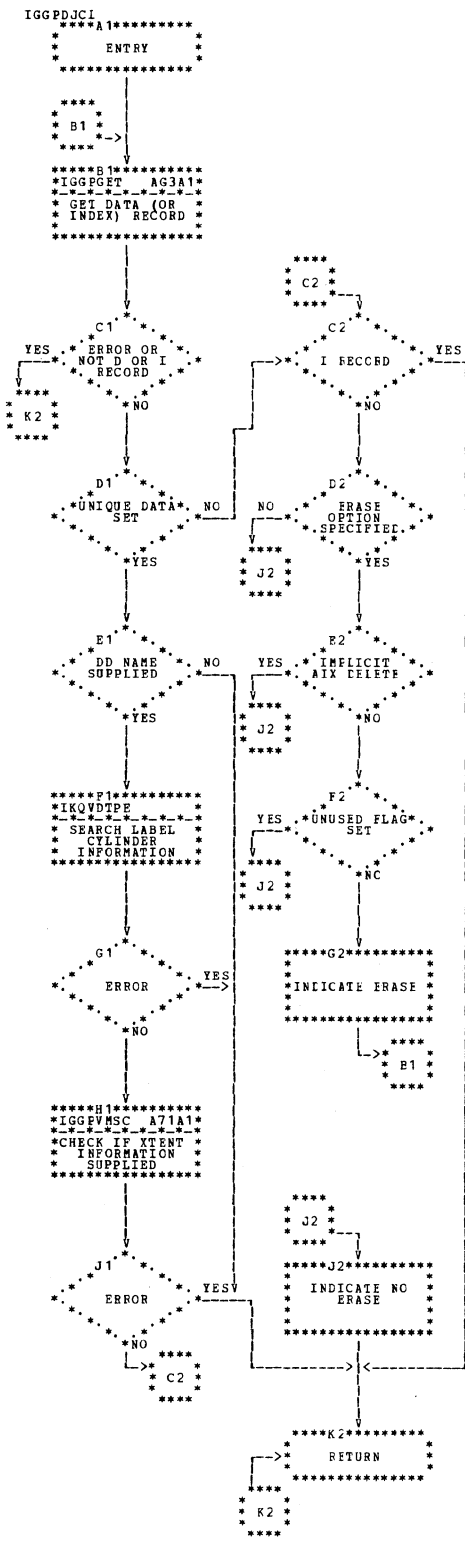 IGGPDJCL
A1
ENTRY
B1
B1
IGGPGET AG3A1
GET DATA (OR
INDEX) RECORD
C1
YES
ERROR OR
NOT D OR I
RECORD
NO
K2
D1
UNIQUE DATA
SET
NO
YES
E1
DD NAME
SUPPLIED
NO
YES
F1
IKQVDTPE
SEARCH LABEL
CYLINDER
INFORMATION
G1
ERROR
YES
NO
H1
IGGPVMSC A71A1
CHECK IF XTENT
INFORMATION
SUPPLIED
J1
ERROR
YES
NO
C2
C2
C2
I RECORD
YES
NO
D2
NO
ERASE
OPTION
SPECIFIED
YES
J2
E2
YES
IMPLICIT
AIX DELETE
NO
J2
F2
YES
UNUSED FLAG
SET
NC
J2
G2
INDICATE ERASE
B1
J2
J2
INDICATE NO
ERASE
K2
RETURN
K2